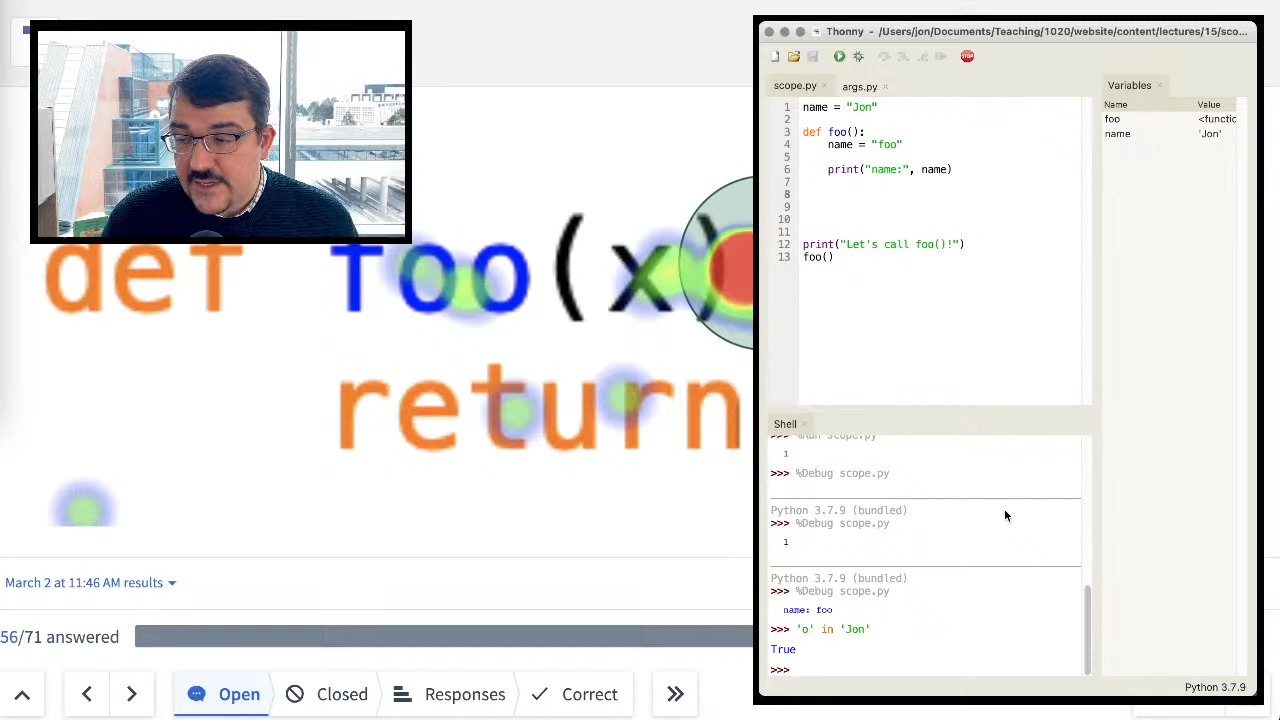 Thonny - /Users/jon/Documents/Teaching/1020/website/content/lectures/15/sco...
STOP
scope.py ×
args.py ×
1 name = "Jon"
2
3 def foo():
4 name = "foo"
5
6 print("name:", name)
7
8
9
10
11
12 print("Let's call foo()!")
13 foo()
Variables ×
Name Value
foo <functic
name 'Jon'
def foo(x)
return
Shell ×
>>> %Run scope.py
1
>>> %Debug scope.py
Python 3.7.9 (bundled)
>>> %Debug scope.py
1
Python 3.7.9 (bundled)
>>> %Debug scope.py
name: foo
>>> 'o' in 'Jon'
True
>>>
Python 3.7.9
March 2 at 11:46 AM results
56/71 answered
Open
Closed
Responses
Correct